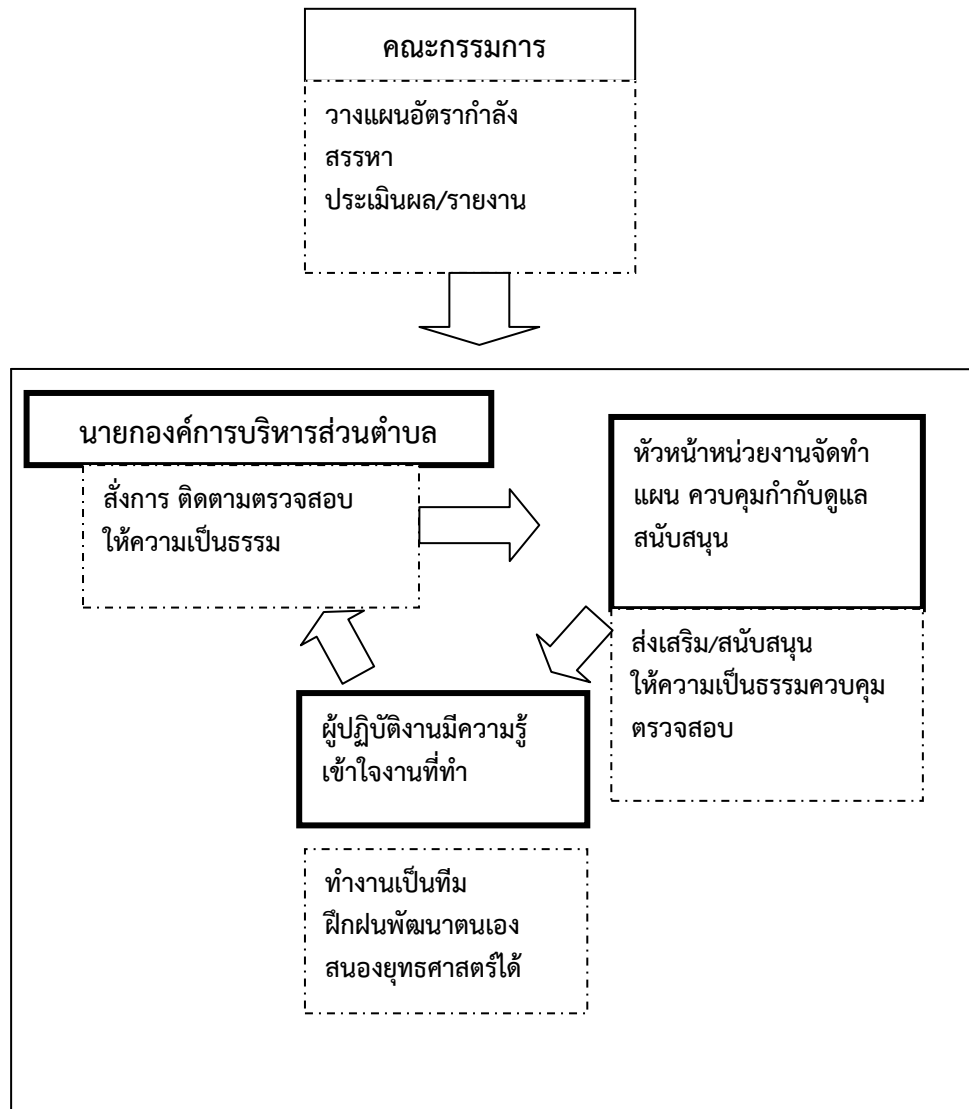 คณะกรรมการ
วางแผนอัตรากำลัง
สรรหา
ประเมินผล/รายงาน
นายกองค์การบริหารส่วนตำบล
สั่งการ ติดตามตรวจสอบ
ให้ความเป็นธรรม
หัวหน้าหน่วยงานจัดทำ
แผน ควบคุมกำกับดูแล
สนับสนุน
ส่งเสริม/สนับสนุน
ให้ความเป็นธรรมควบคุม
ตรวจสอบ
ผู้ปฏิบัติงานมีความรู้
เข้าใจงานที่ทำ
ทำงานเป็นทีม
ฝึกฝนพัฒนาตนเอง
สนองยุทธศาสตร์ได้